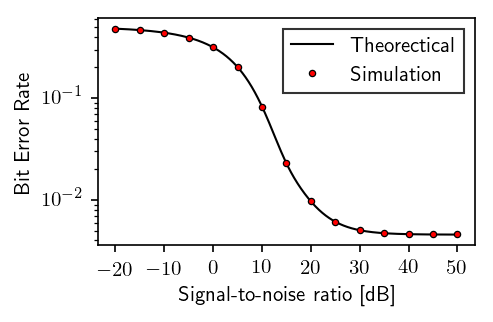 Theorectical
Simulation
Bit Error Rate
10⁻¹
10⁻²
−20 −10 0 10 20 30 40 50
Signal-to-noise ratio [dB]